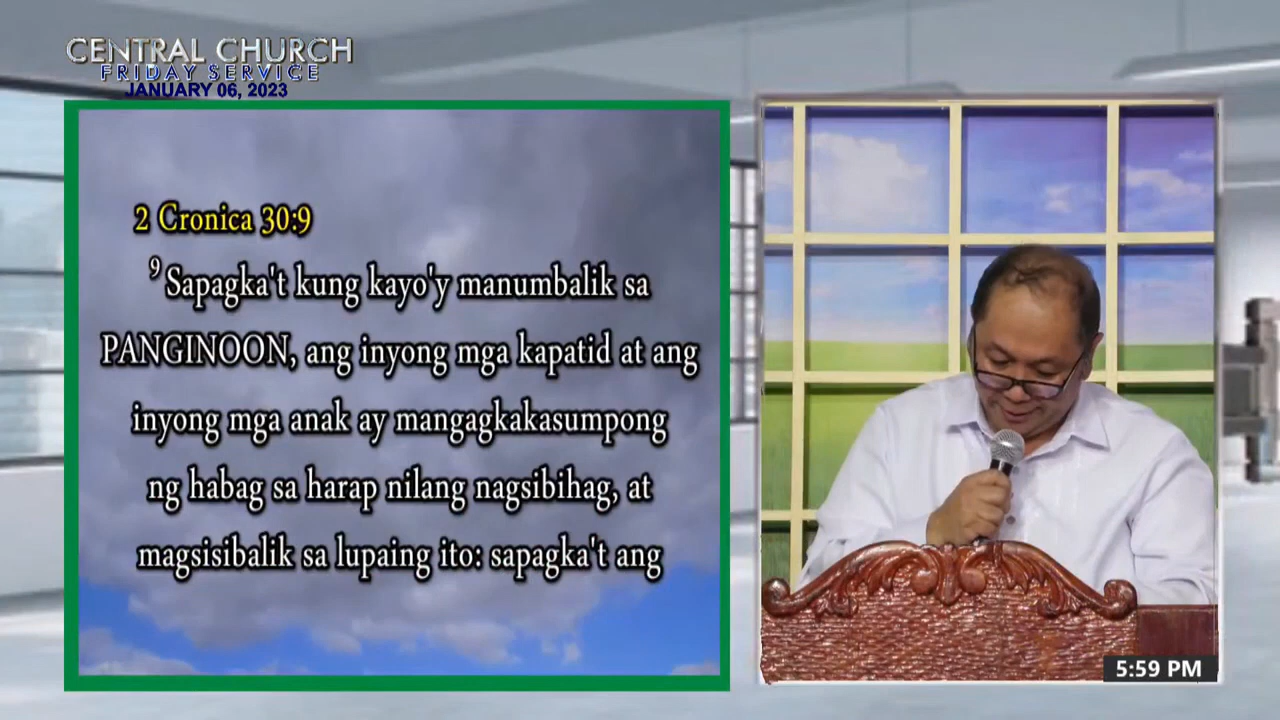 CENTRAL CHURCH
FRIDAY SERVICE
JANUARY 06, 2023
2 Cronica 30:9
9 Sapagka't kung kayo'y manumbalik sa
PANGINOON, ang inyong mga kapatid at ang
inyong mga anak ay mangagkakasumpong
ng habag sa harap nilang nagsibihag, at
magsisibalik sa lupaing ito: sapagka't ang
5:59 PM